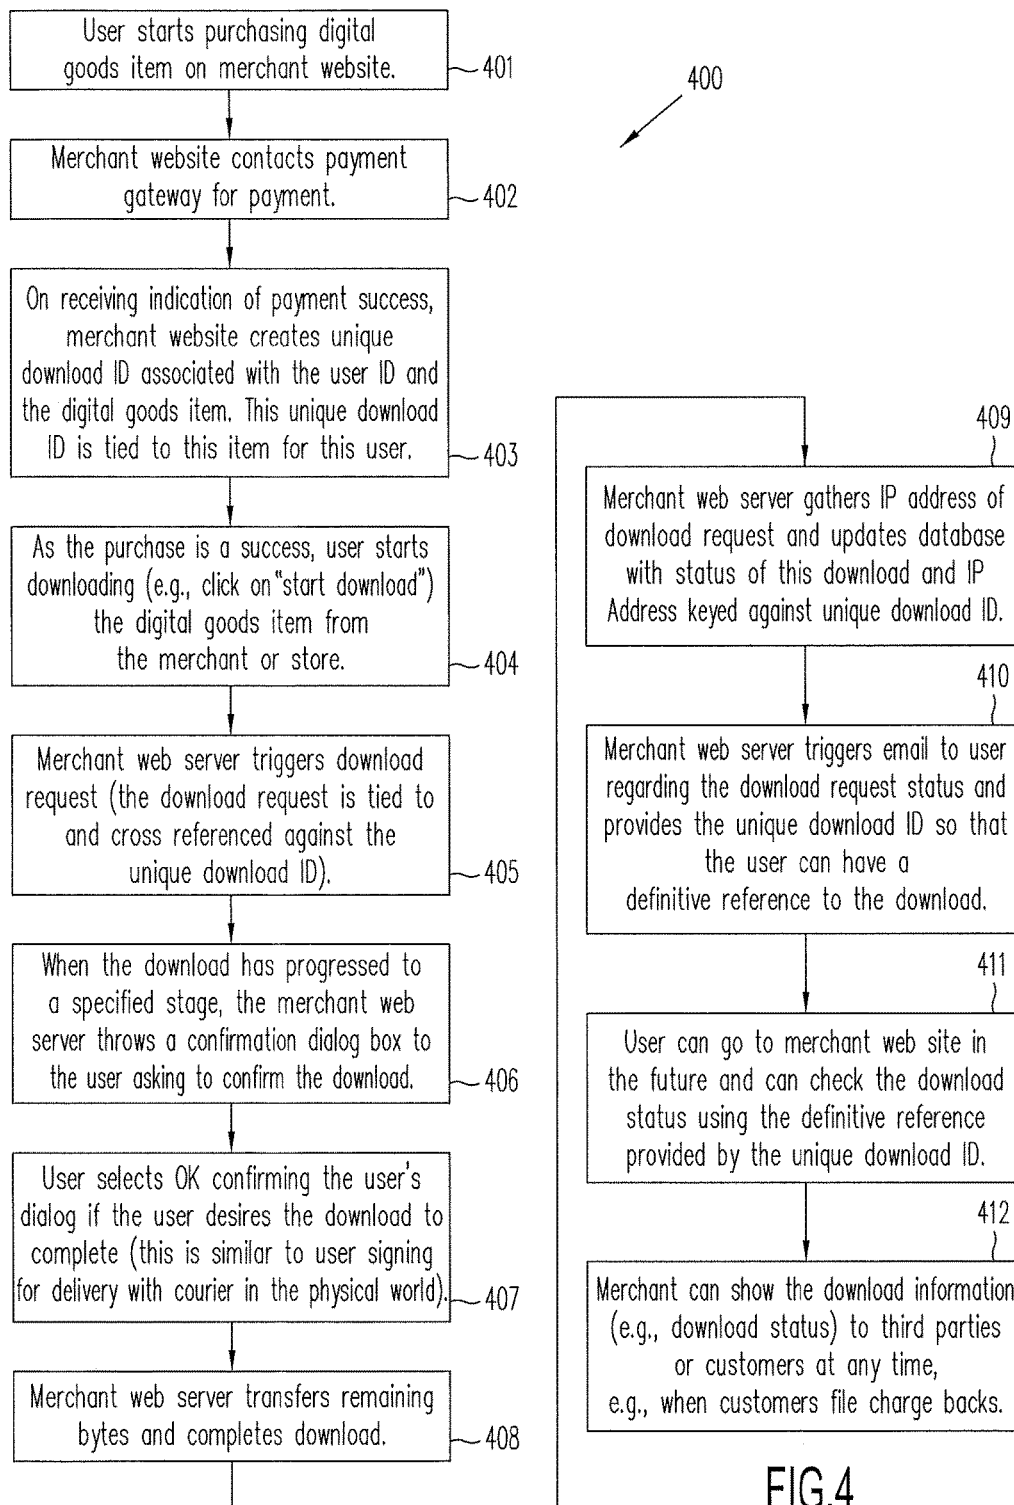 User starts purchasing digital
goods item on merchant website.
401
400
Merchant website contacts payment
gateway for payment.
402
On receiving indication of payment success,
merchant website creates unique
download ID associated with the user ID and
the digital goods item. This unique download
ID is tied to this item for this user.
403
As the purchase is a success, user starts
downloading (e.g., click on "start download")
the digital goods item from
the merchant or store.
404
Merchant web server triggers download
request (the download request is tied to
and cross referenced against the
unique download ID).
405
When the download has progressed to
a specified stage, the merchant web
server throws a confirmation dialog box to
the user asking to confirm the download.
406
User selects OK confirming the user's
dialog if the user desires the download to
complete (this is similar to user signing
for delivery with courier in the physical world).
407
Merchant web server transfers remaining
bytes and completes download.
408
409
Merchant web server gathers IP address of
download request and updates database
with status of this download and IP
Address keyed against unique download ID.
410
Merchant web server triggers email to user
regarding the download request status and
provides the unique download ID so that
the user can have a
definitive reference to the download.
411
User can go to merchant web site in
the future and can check the download
status using the definitive reference
provided by the unique download ID.
412
Merchant can show the download information
(e.g., download status) to third parties
or customers at any time,
e.g., when customers file charge backs.
FIG.4